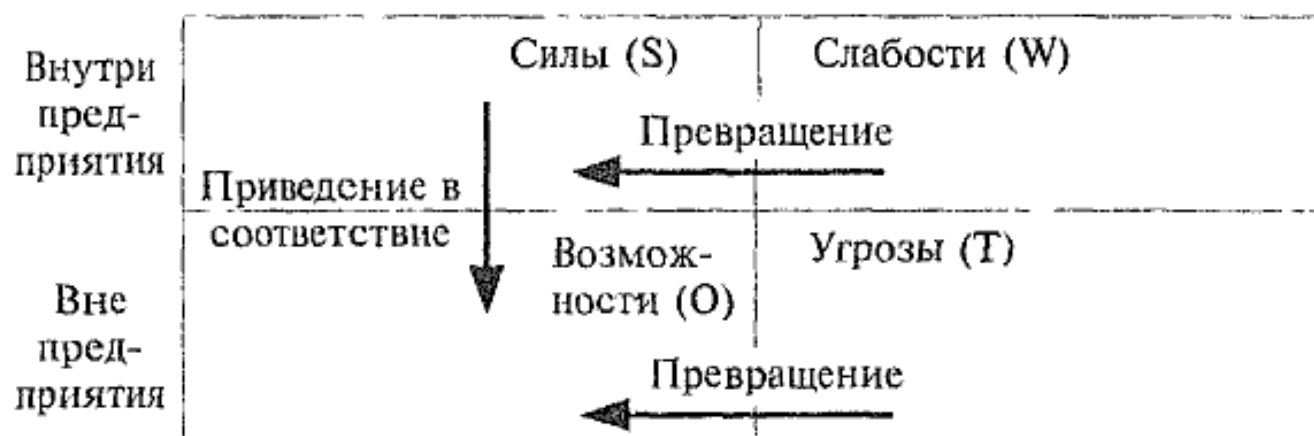 Внутри
пред-
приятия
Силы (S)
Слабости (W)
Превращение
Приведение в
соответствие
Вне
пред-
приятия
Возмож-
ности (O)
Угрозы (T)
Превращение